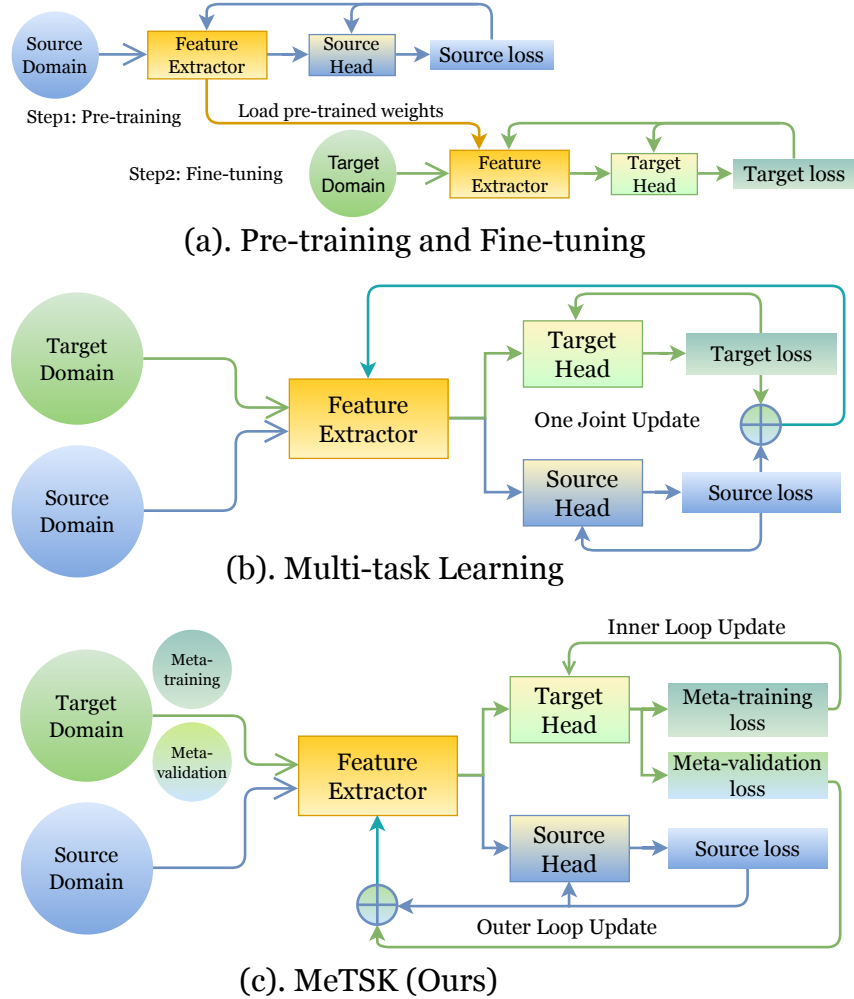 Source
Domain
Feature
Extractor
Source
Head
Source loss
Step1: Pre-training
Load pre-trained weights
Step2: Fine-tuning
Target
Domain
Feature
Extractor
Target
Head
Target loss
(a). Pre-training and Fine-tuning
Target
Domain
Source
Domain
Feature
Extractor
Target
Head
Target loss
One Joint Update
Source
Head
Source loss
(b). Multi-task Learning
Target
Domain
Meta-
training
Meta-
validation
Source
Domain
Feature
Extractor
Inner Loop Update
Target
Head
Meta-training
loss
Meta-validation
loss
Source
Head
Source loss
Outer Loop Update
(c). MeTSK (Ours)